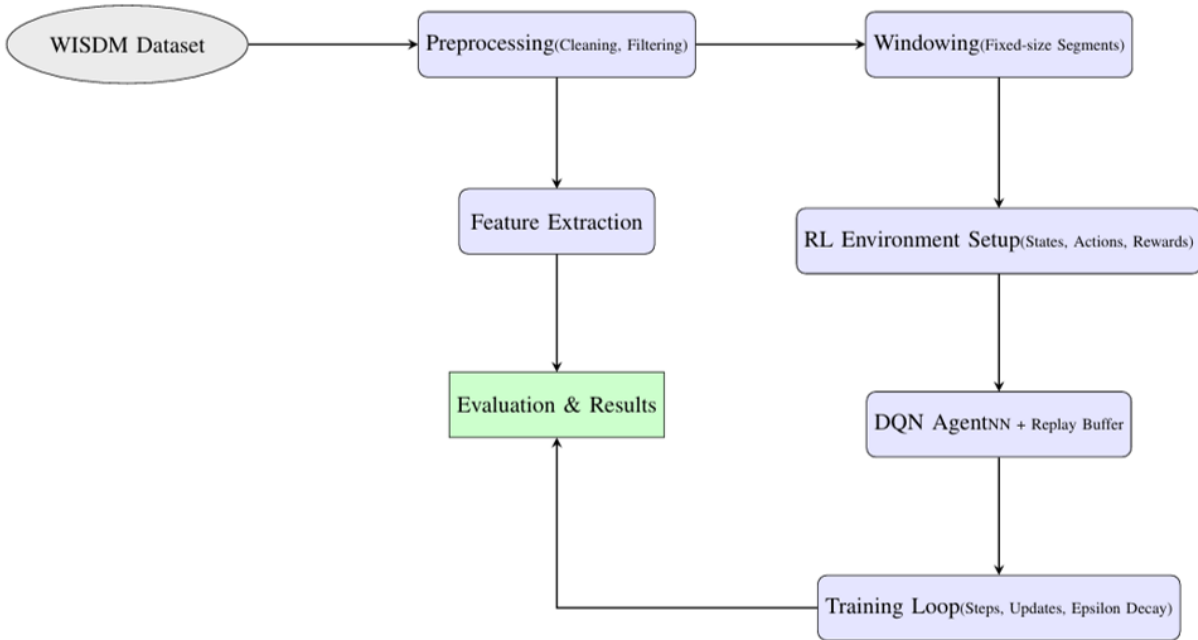 WISDM Dataset
Preprocessing(Cleaning, Filtering)
Windowing(Fixed-size Segments)
Feature Extraction
RL Environment Setup(States, Actions, Rewards)
Evaluation & Results
DQN AgentNN + Replay Buffer
Training Loop(Steps, Updates, Epsilon Decay)